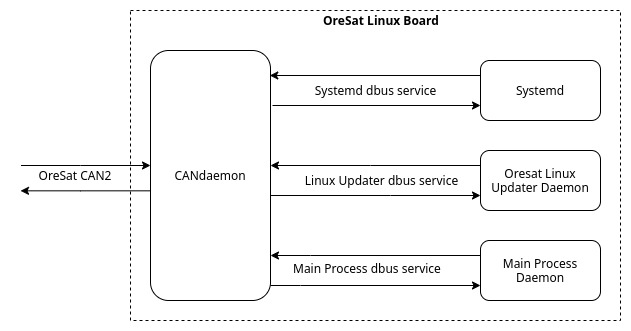 OreSat Linux Board
Systemd dbus service
Systemd
OreSat CAN2
CANdaemon
Linux Updater dbus service
Oresat Linux
Updater Daemon
Main Process dbus service
Main Process
Daemon